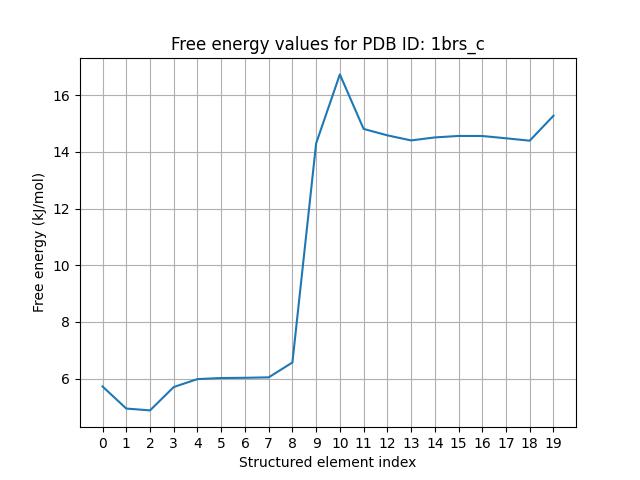 Free energy values for PDB ID: 1brs_c
16
14
12
10
8
6
Free energy (kJ/mol)
0 1 2 3 4 5 6 7 8 9 10 11 12 13 14 15 16 17 18 19
Structured element index